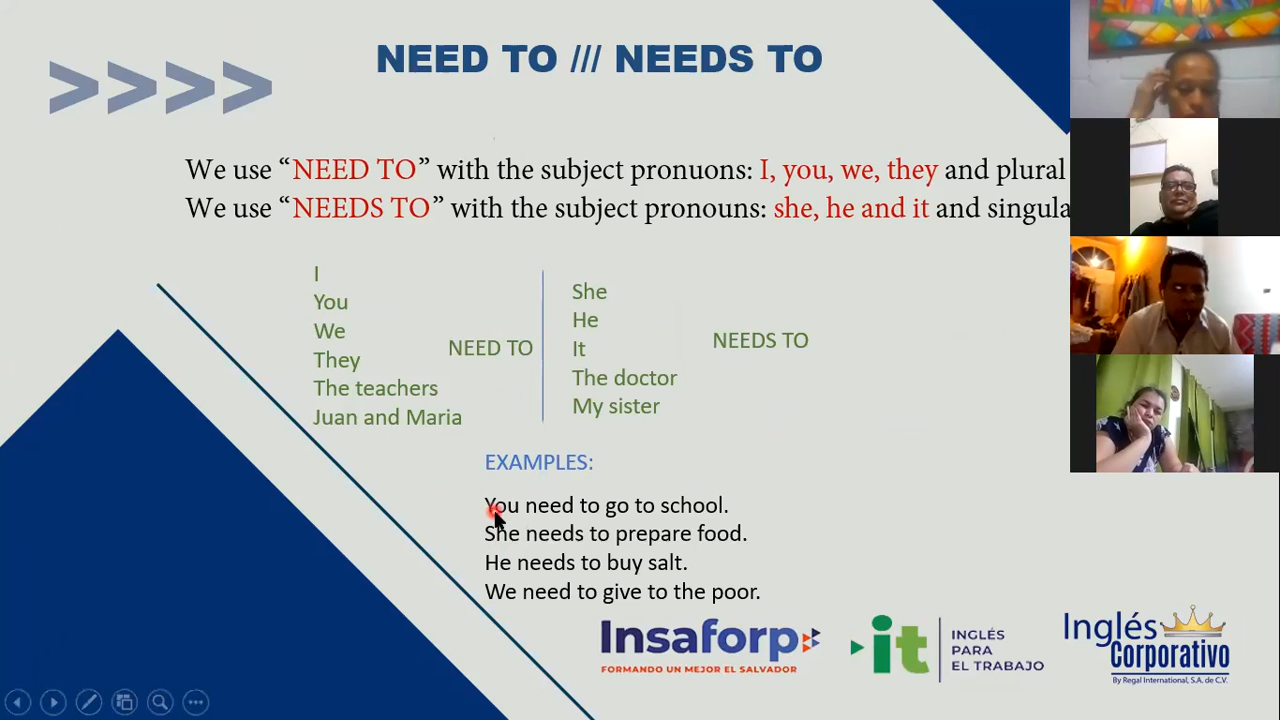 NEED TO /// NEEDS TO
We use “NEED TO” with the subject pronuons: I, you, we, they and plural
We use “NEEDS TO” with the subject pronouns: she, he and it and singula
I
You
We
They
The teachers
Juan and Maria
NEED TO
She
He
It
The doctor
My sister
NEEDS TO
EXAMPLES:
You need to go to school.
She needs to prepare food.
He needs to buy salt.
We need to give to the poor.
Insaforp
FORMANDO UN MEJOR EL SALVADOR
it
INGLÉS
PARA
EL TRABAJO
Inglés
Corporativo
By Regal International, S.A. de C.V.